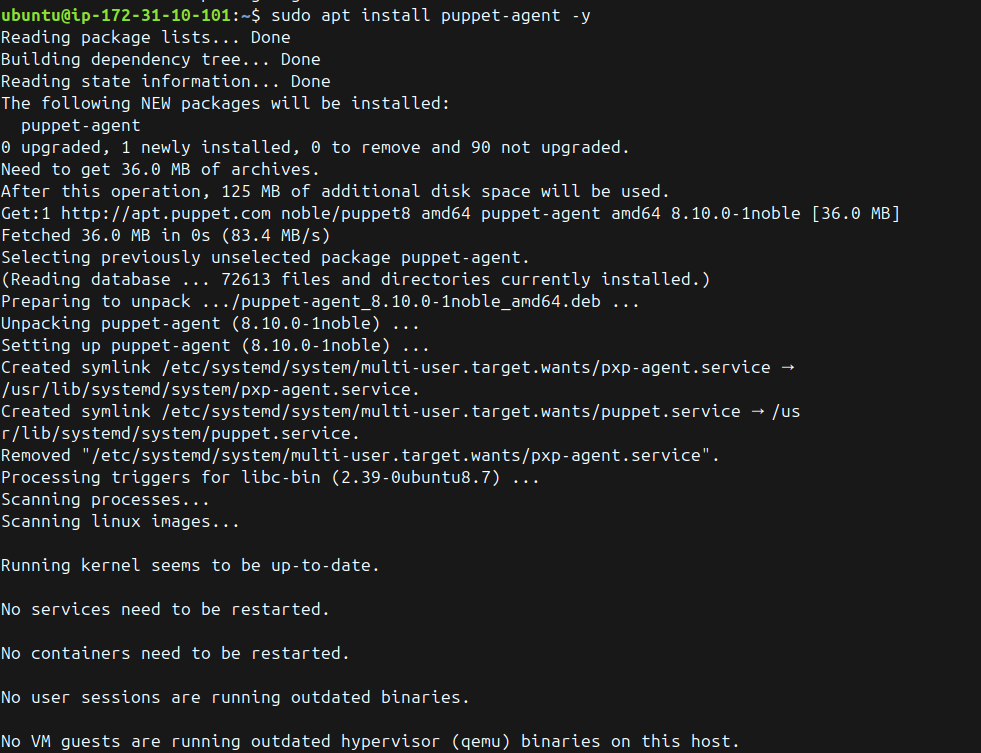 ubuntu@ip-172-31-10-101:~$ sudo apt install puppet-agent -y
Reading package lists... Done
Building dependency tree... Done
Reading state information... Done
The following NEW packages will be installed:
  puppet-agent
0 upgraded, 1 newly installed, 0 to remove and 90 not upgraded.
Need to get 36.0 MB of archives.
After this operation, 125 MB of additional disk space will be used.
Get:1 http://apt.puppet.com noble/puppet8 amd64 puppet-agent amd64 8.10.0-1noble [36.0 MB]
Fetched 36.0 MB in 0s (83.4 MB/s)
Selecting previously unselected package puppet-agent.
(Reading database ... 72613 files and directories currently installed.)
Preparing to unpack .../puppet-agent_8.10.0-1noble_amd64.deb ...
Unpacking puppet-agent (8.10.0-1noble) ...
Setting up puppet-agent (8.10.0-1noble) ...
Created symlink /etc/systemd/system/multi-user.target.wants/pxp-agent.service →
/usr/lib/systemd/system/pxp-agent.service.
Created symlink /etc/systemd/system/multi-user.target.wants/puppet.service → /us
r/lib/systemd/system/puppet.service.
Removed "/etc/systemd/system/multi-user.target.wants/pxp-agent.service".
Processing triggers for libc-bin (2.39-0ubuntu8.7) ...
Scanning processes...
Scanning linux images...
Running kernel seems to be up-to-date.
No services need to be restarted.
No containers need to be restarted.
No user sessions are running outdated binaries.
No VM guests are running outdated hypervisor (qemu) binaries on this host.